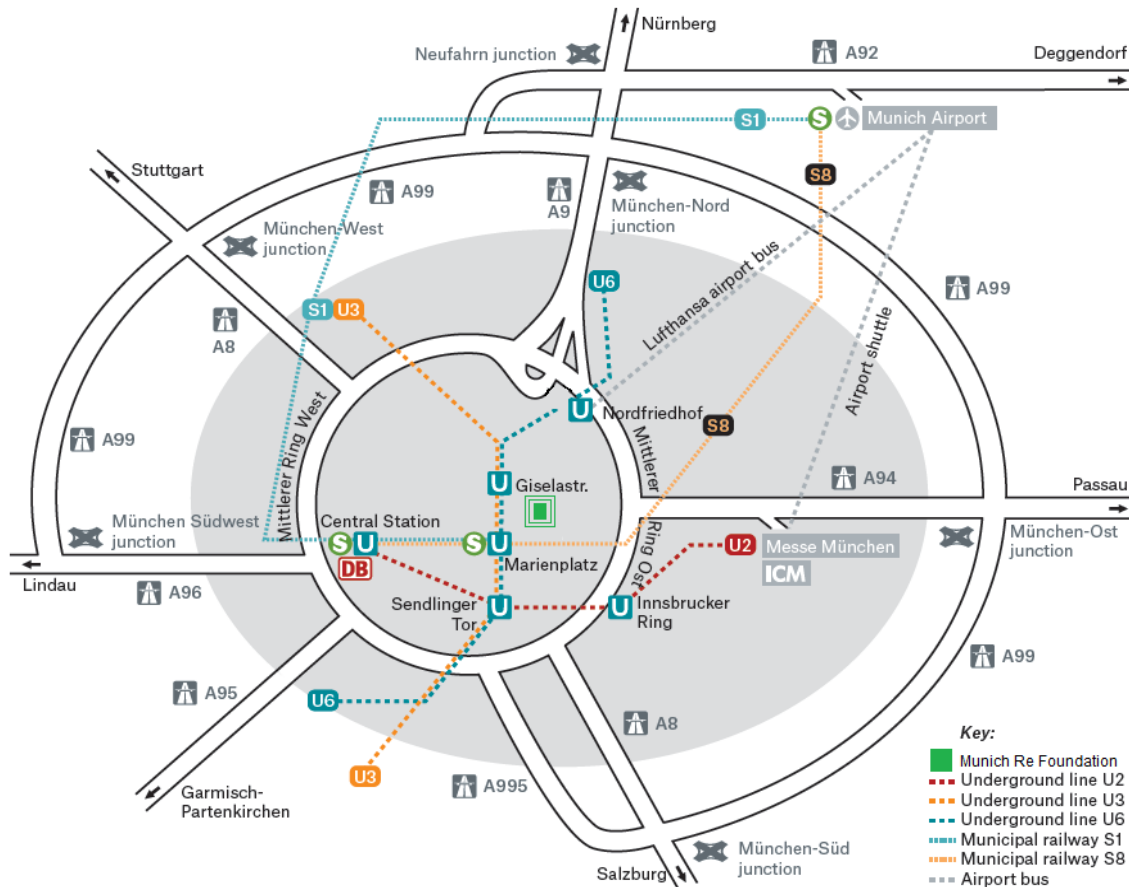 Nürnberg
Neufahrn junction
A92
Deggendorf
S1
S
Munich Airport
Stuttgart
S8
A99
A9
München-Nord
junction
München-West
junction
U6
Lufthansa airport bus
A99
S1
U3
A8
Airport shuttle
Mittlerer Ring West
U
Nordfriedhof
S8
Mittlerer
Ring Ost
A99
A94
Passau
U
Giselastr.
München Südwest
junction
Central Station
S
U
DB
S
U
Marienplatz
U2
Messe München
ICM
München-Ost
junction
Lindau
A96
Sendlinger
Tor
U
U
Innsbrucker
Ring
A99
A95
U6
A8
U3
A995
Garmisch-
Partenkirchen
München-Süd
junction
Salzburg
Key:
Munich Re Foundation
Underground line U2
Underground line U3
Underground line U6
Municipal railway S1
Municipal railway S8
Airport bus